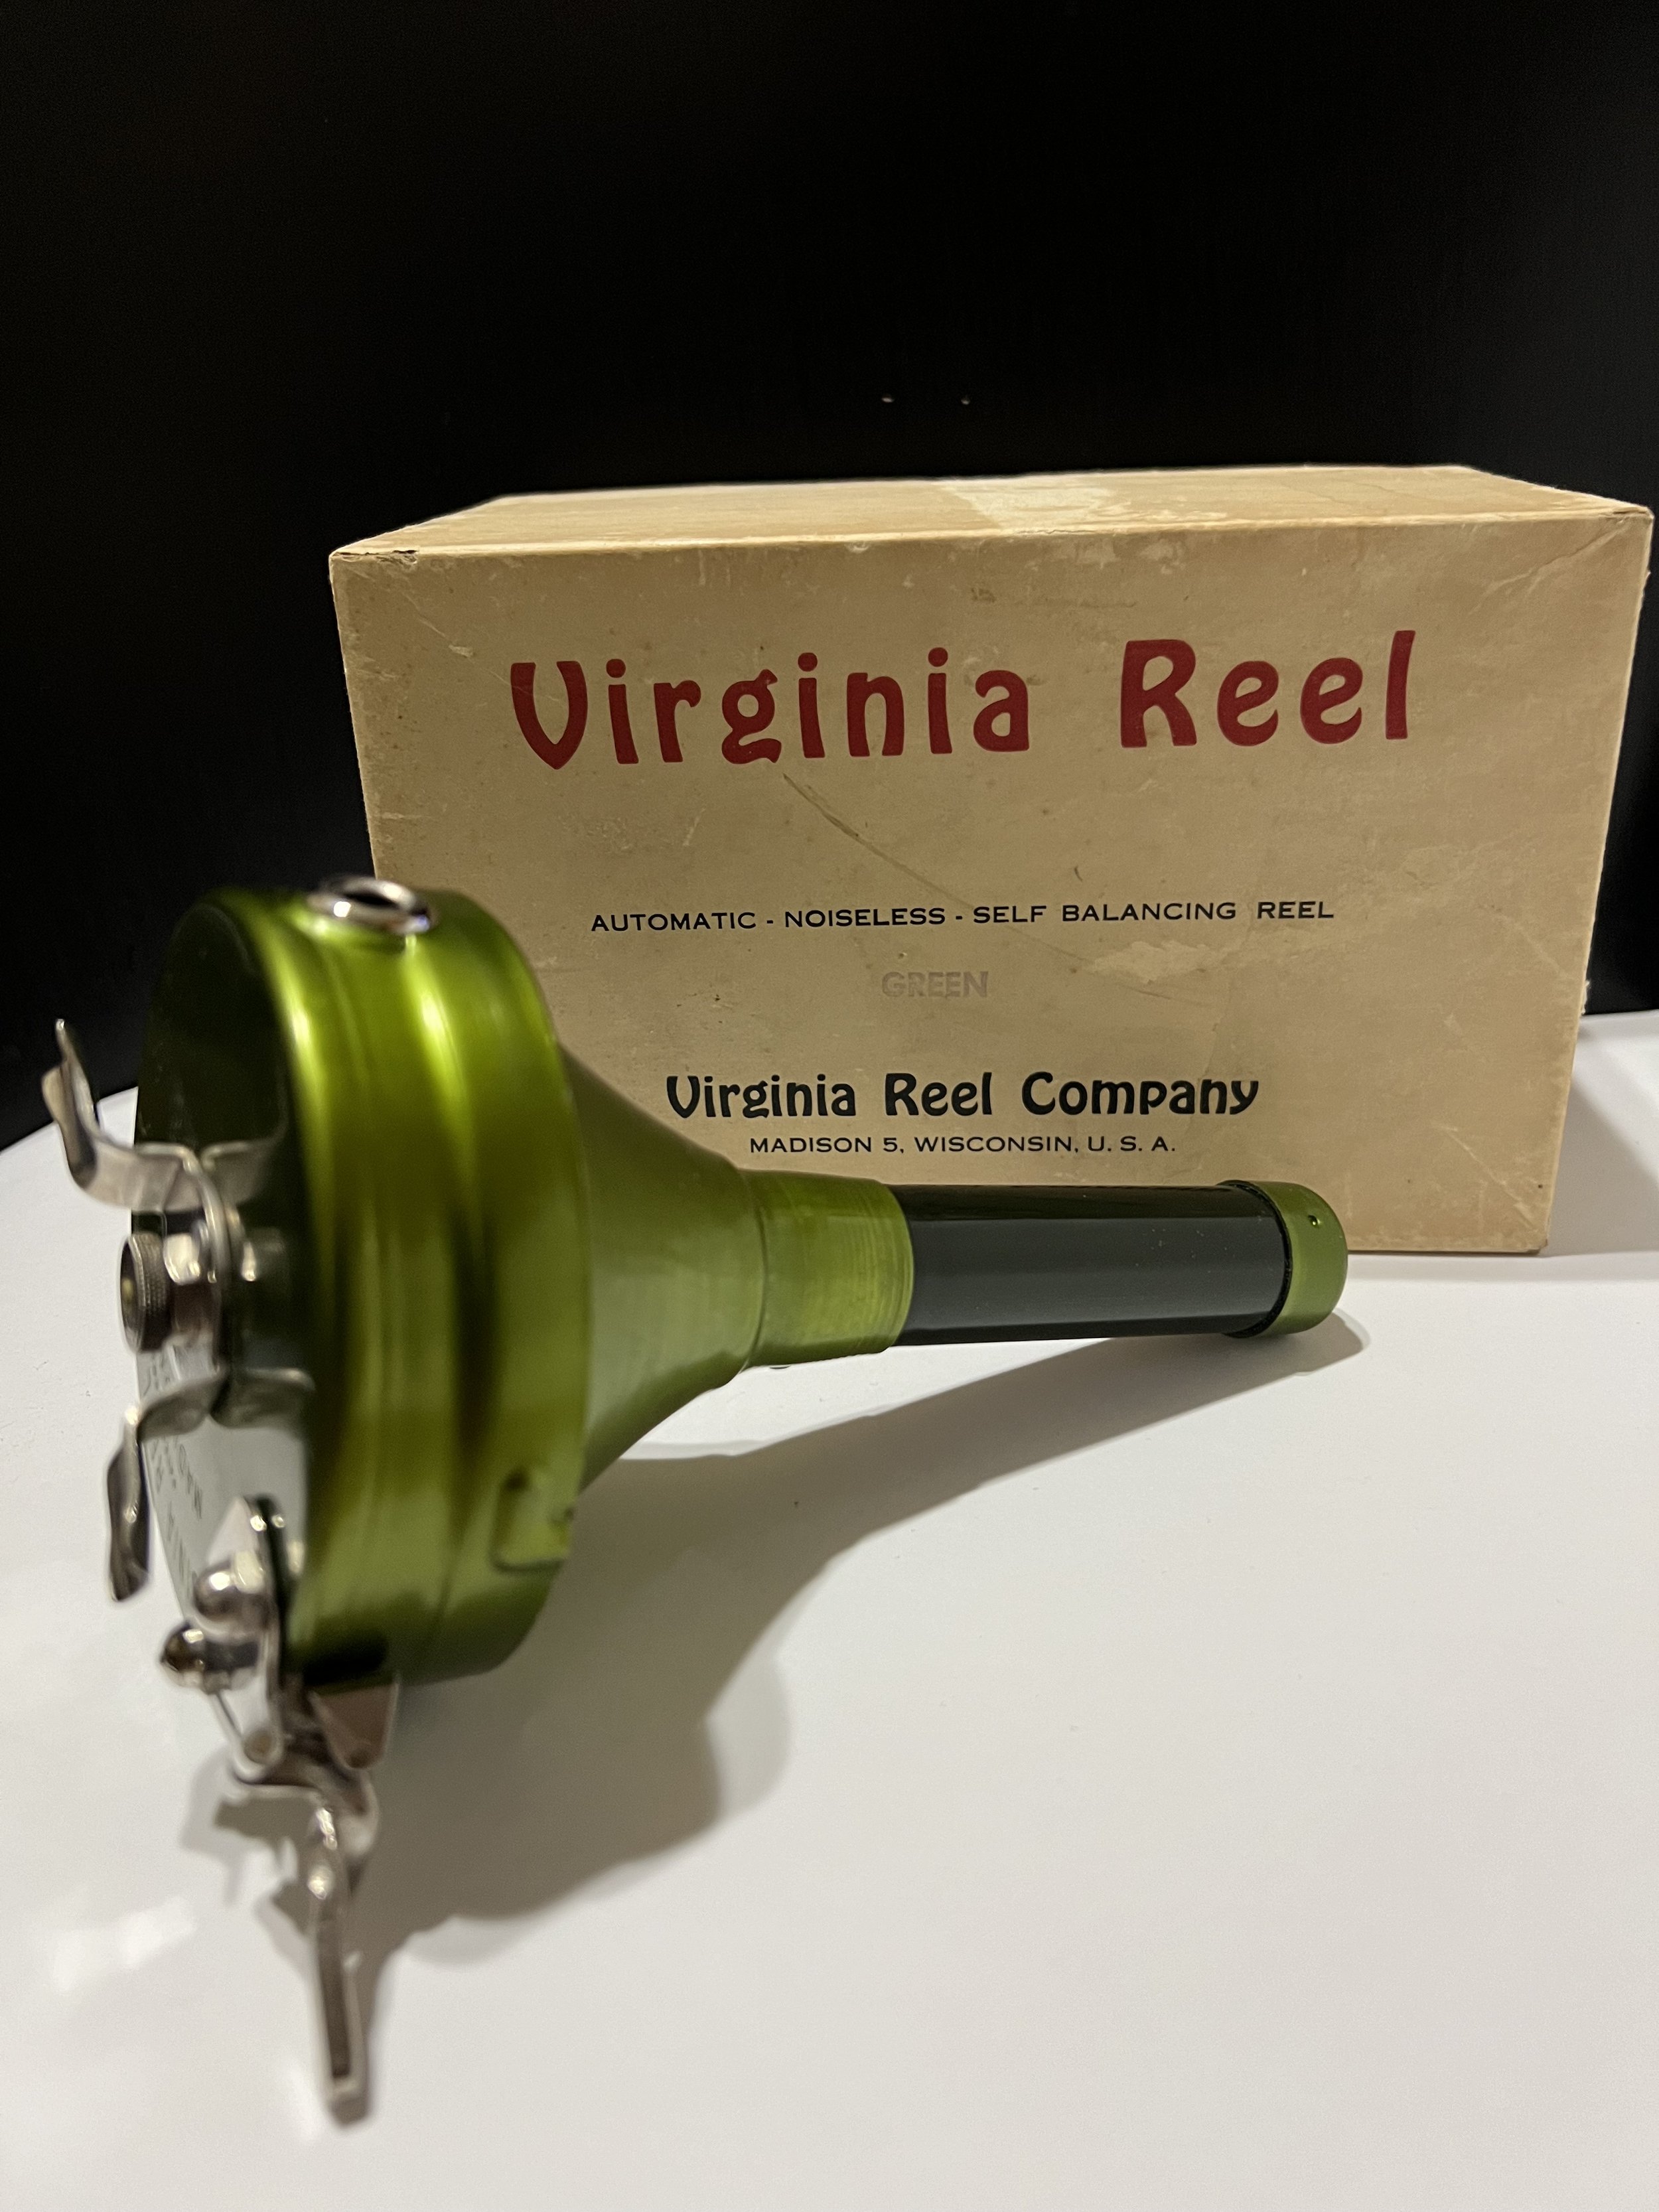 Virginia Reel
AUTOMATIC - NOISELESS - SELF BALANCING REEL
GREEN
Virginia Reel Company
MADISON 5, WISCONSIN, U. S. A.